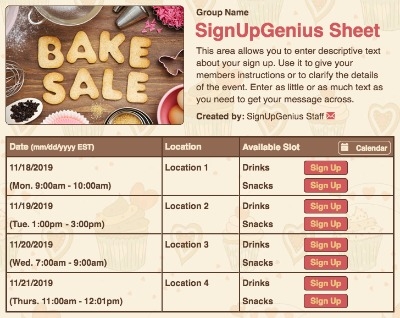 BAKE
SALE
Group Name
SignUpGenius Sheet
This area allows you to enter descriptive text
about your sign up. Use it to give your
members instructions or to clarify the details
of the event. Enter as little or as much text as
you need to get your message across.
Created by: SignUpGenius Staff
Date (mm/dd/yyyy EST) Location Available Slot Calendar
11/18/2019 Location 1 Drinks Sign Up
(Mon. 9:00am - 10:00am) Snacks Sign Up
11/19/2019 Location 2 Drinks Sign Up
(Tue. 1:00pm - 3:00pm) Snacks Sign Up
11/20/2019 Location 3 Drinks Sign Up
(Wed. 7:00am - 9:00am) Snacks Sign Up
11/21/2019 Location 4 Drinks Sign Up
(Thurs. 11:00am - 12:01pm) Snacks Sign Up